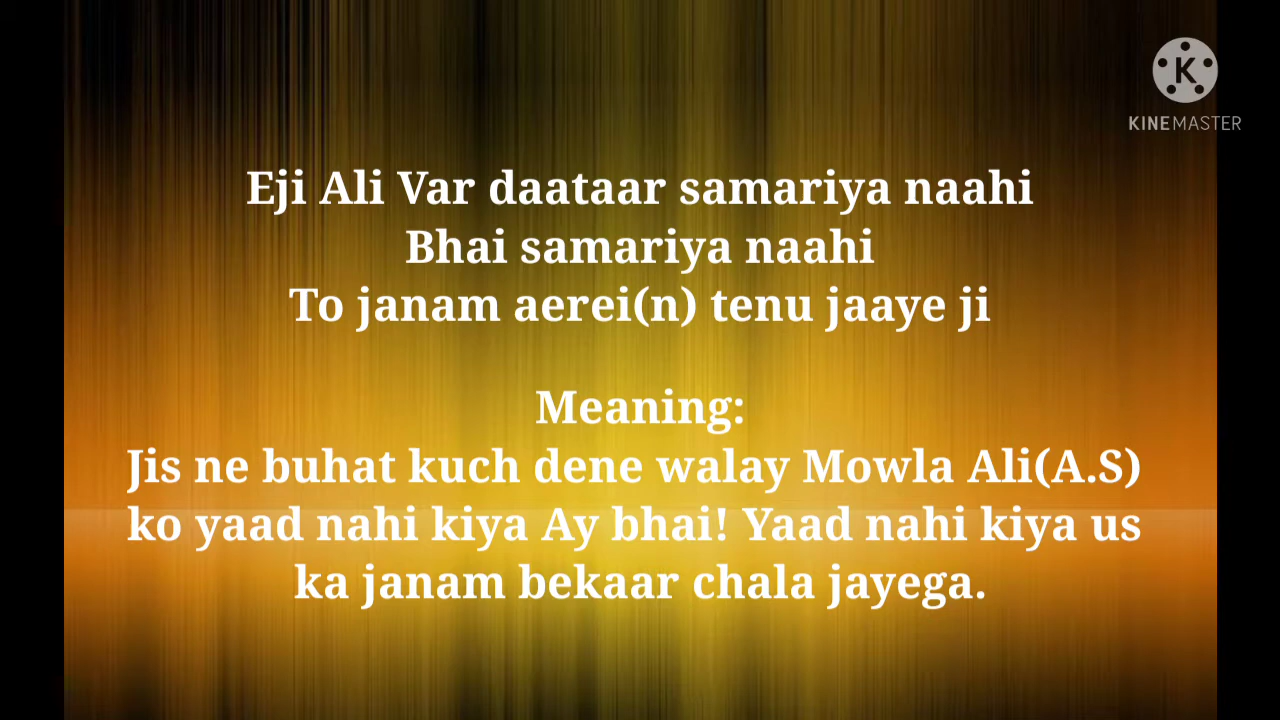 K
KINEMASTER
Eji Ali Var daataar samariya naahi
Bhai samariya naahi
To janam aerei(n) tenu jaaye ji
Meaning:
Jis ne buhat kuch dene walay Mowla Ali(A.S)
ko yaad nahi kiya Ay bhai! Yaad nahi kiya us
ka janam bekaar chala jayega.